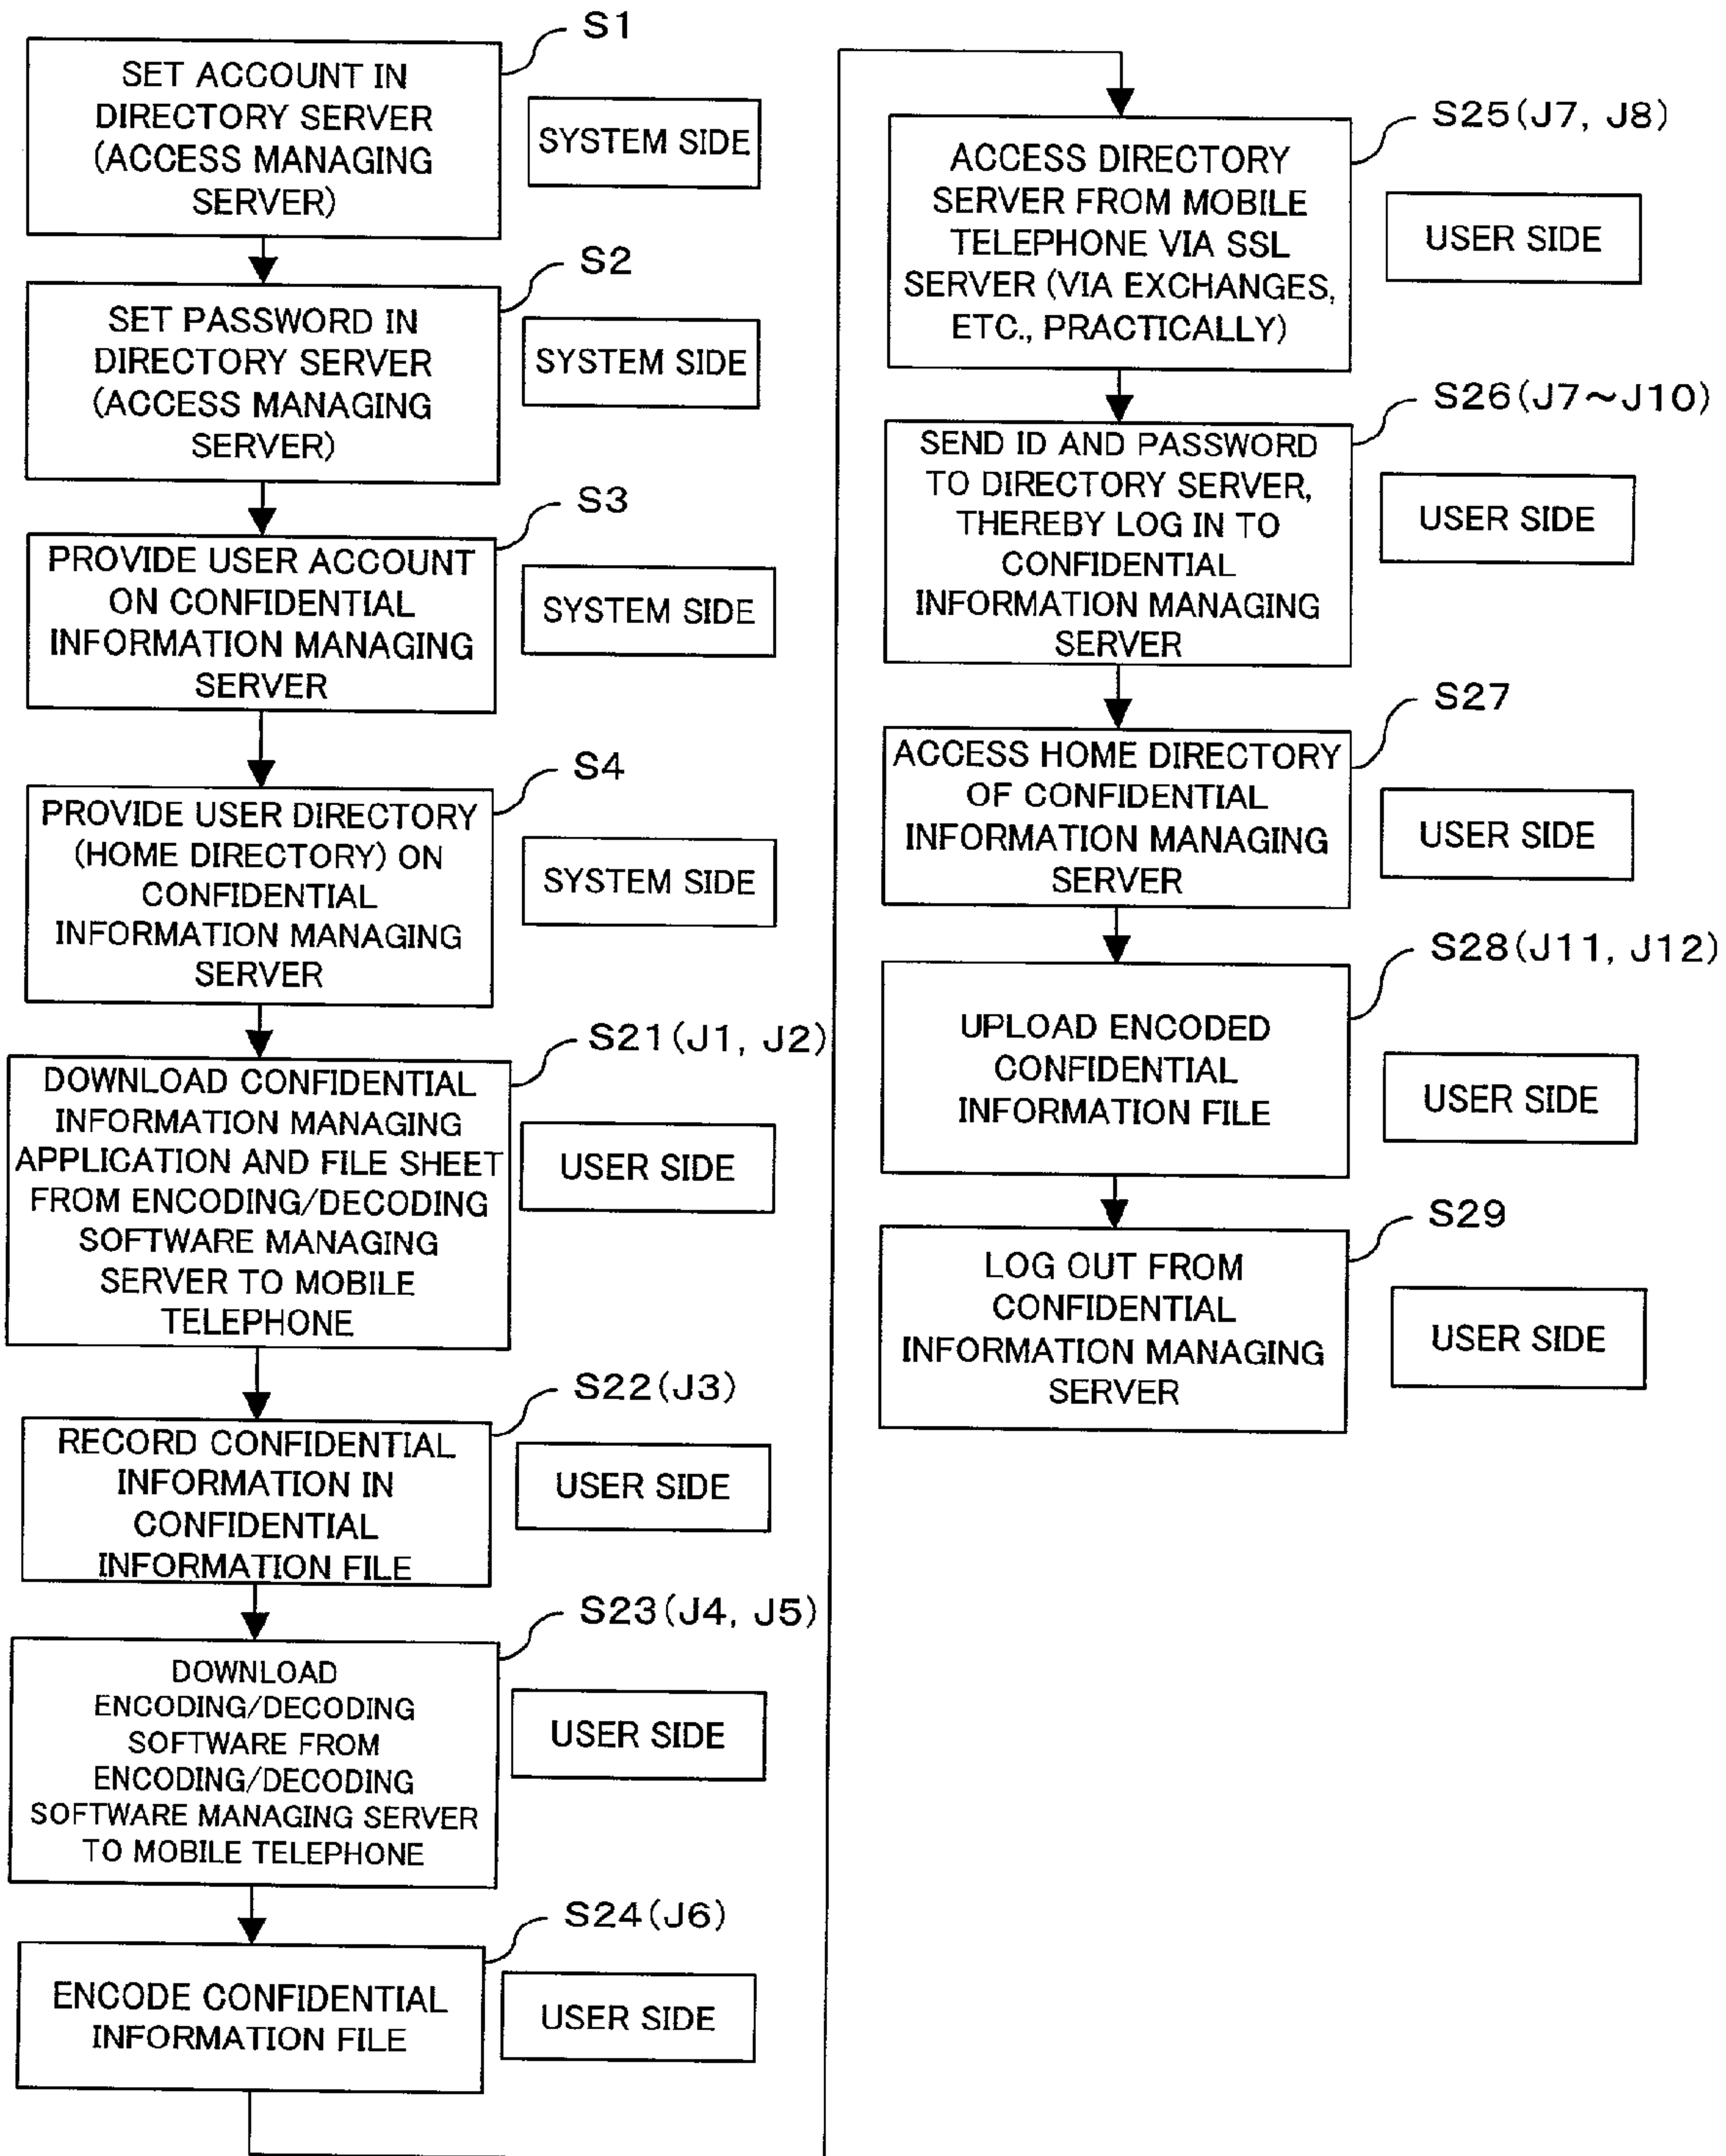 S1
SET ACCOUNT IN
DIRECTORY SERVER
(ACCESS MANAGING
SERVER)
SYSTEM SIDE
S2
SET PASSWORD IN
DIRECTORY SERVER
(ACCESS MANAGING
SERVER)
SYSTEM SIDE
S3
PROVIDE USER ACCOUNT
ON CONFIDENTIAL
INFORMATION MANAGING
SERVER
SYSTEM SIDE
S4
PROVIDE USER DIRECTORY
(HOME DIRECTORY) ON
CONFIDENTIAL
INFORMATION MANAGING
SERVER
SYSTEM SIDE
S21(J1, J2)
DOWNLOAD CONFIDENTIAL
INFORMATION MANAGING
APPLICATION AND FILE SHEET
FROM ENCODING/DECODING
SOFTWARE MANAGING
SERVER TO MOBILE
TELEPHONE
USER SIDE
S22(J3)
RECORD CONFIDENTIAL
INFORMATION IN
CONFIDENTIAL
INFORMATION FILE
USER SIDE
S23(J4, J5)
DOWNLOAD
ENCODING/DECODING
SOFTWARE FROM
ENCODING/DECODING
SOFTWARE MANAGING SERVER
TO MOBILE TELEPHONE
USER SIDE
S24(J6)
ENCODE CONFIDENTIAL
INFORMATION FILE
USER SIDE
S25(J7, J8)
ACCESS DIRECTORY
SERVER FROM MOBILE
TELEPHONE VIA SSL
SERVER (VIA EXCHANGES,
ETC., PRACTICALLY)
USER SIDE
S26(J7~J10)
SEND ID AND PASSWORD
TO DIRECTORY SERVER,
THEREBY LOG IN TO
CONFIDENTIAL
INFORMATION MANAGING
SERVER
USER SIDE
S27
ACCESS HOME DIRECTORY
OF CONFIDENTIAL
INFORMATION MANAGING
SERVER
USER SIDE
S28(J11, J12)
UPLOAD ENCODED
CONFIDENTIAL
INFORMATION FILE
USER SIDE
S29
LOG OUT FROM
CONFIDENTIAL
INFORMATION MANAGING
SERVER
USER SIDE